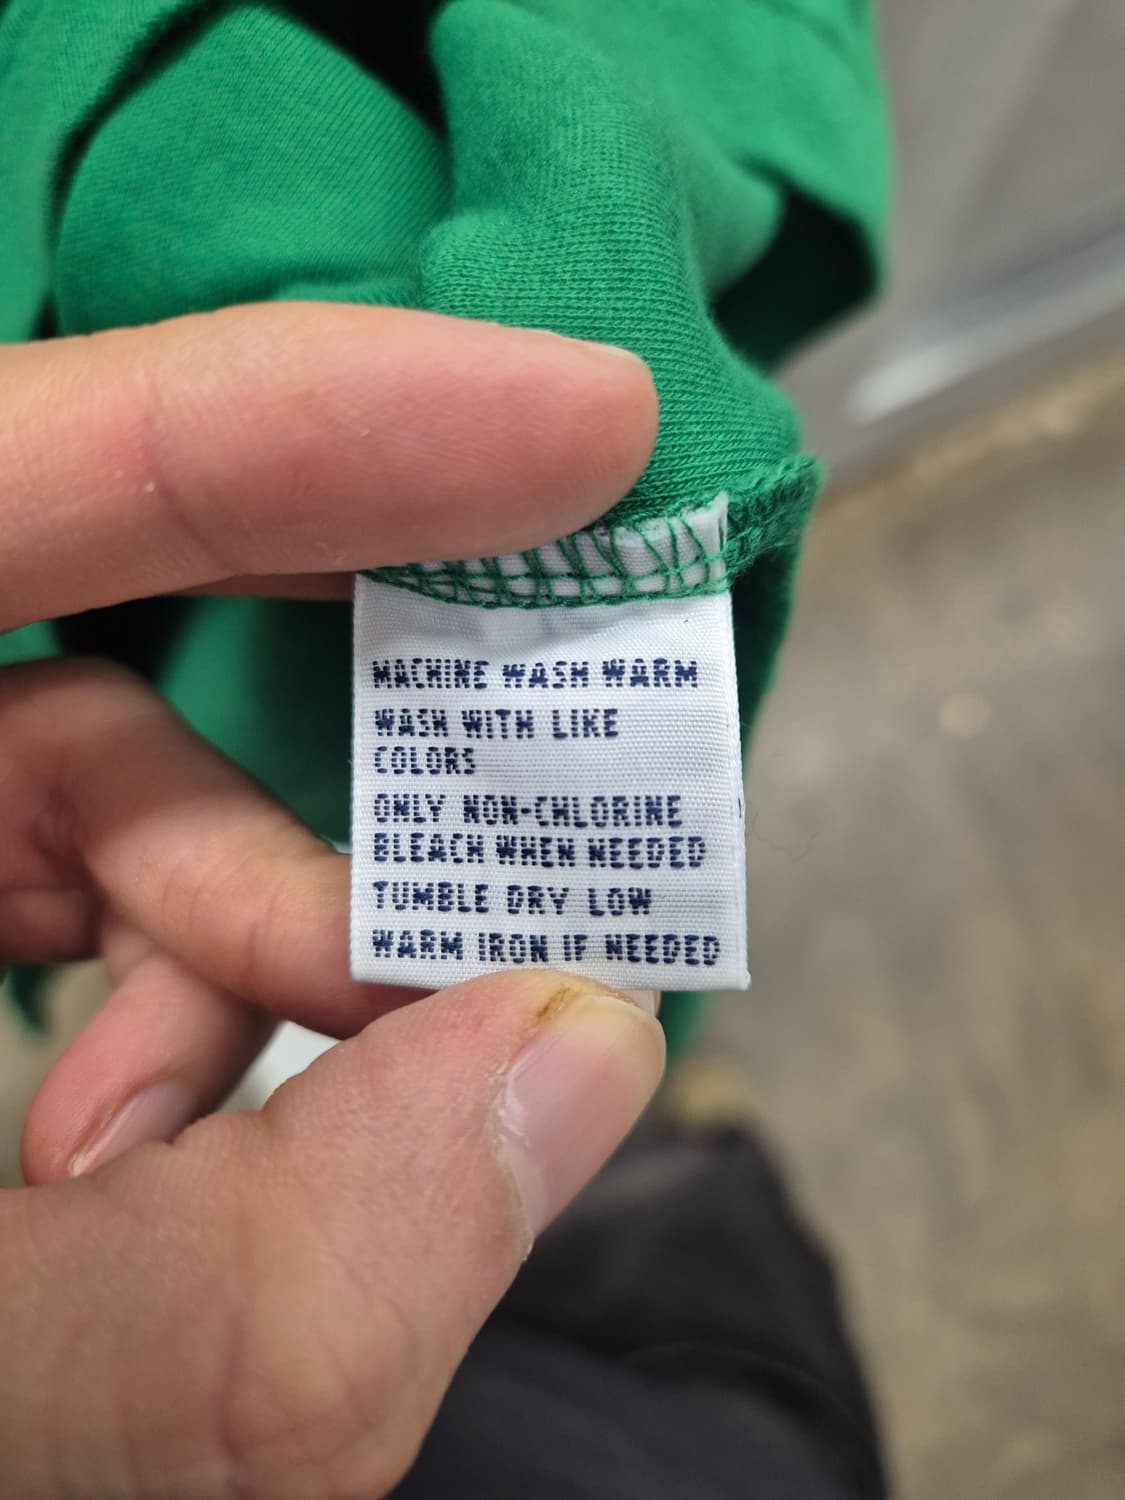 MACHINE WASH WARM
WASH WITH LIKE
COLORS
ONLY NON-CHLORINE
BLEACH WHEN NEEDED
TUMBLE DRY LOW
WARM IRON IF NEEDED